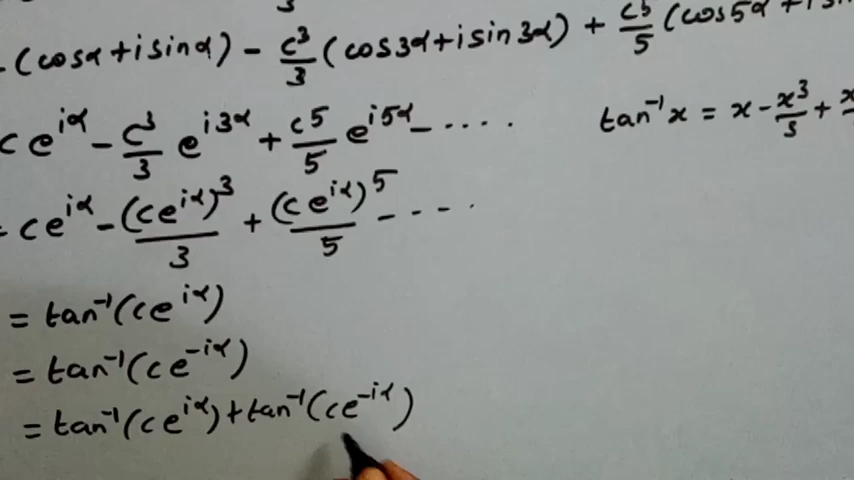 (cosα + i sinα) - c³/3 (cos3α + i sin3α) + c⁵/5 (cos5α +
ce^{iα} - c³/3 e^{i3α} + c⁵/5 e^{i5α} - ....
tan⁻¹x = x - x³/3 +
ce^{iα} - (ce^{iα})³/3 + (ce^{iα})⁵/5 - ....
= tan⁻¹(ce^{iα})
= tan⁻¹(ce^{-iα})
= tan⁻¹(ce^{iα}) + tan⁻¹(ce^{-iα})